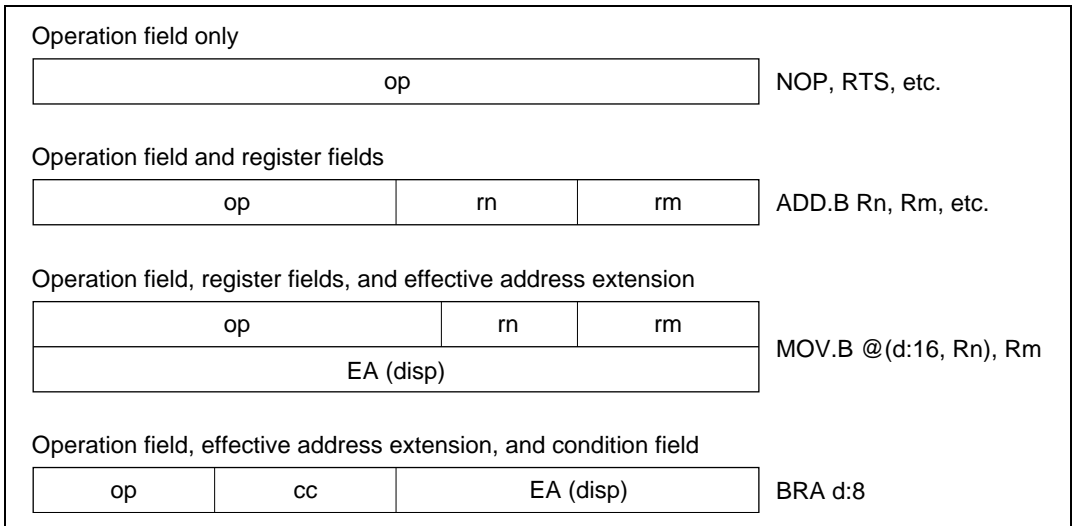 Operation field only
op NOP, RTS, etc.
Operation field and register fields
op rn rm ADD.B Rn, Rm, etc.
Operation field, register fields, and effective address extension
op rn rm
MOV.B @(d:16, Rn), Rm
EA (disp)
Operation field, effective address extension, and condition field
op cc EA (disp) BRA d:8